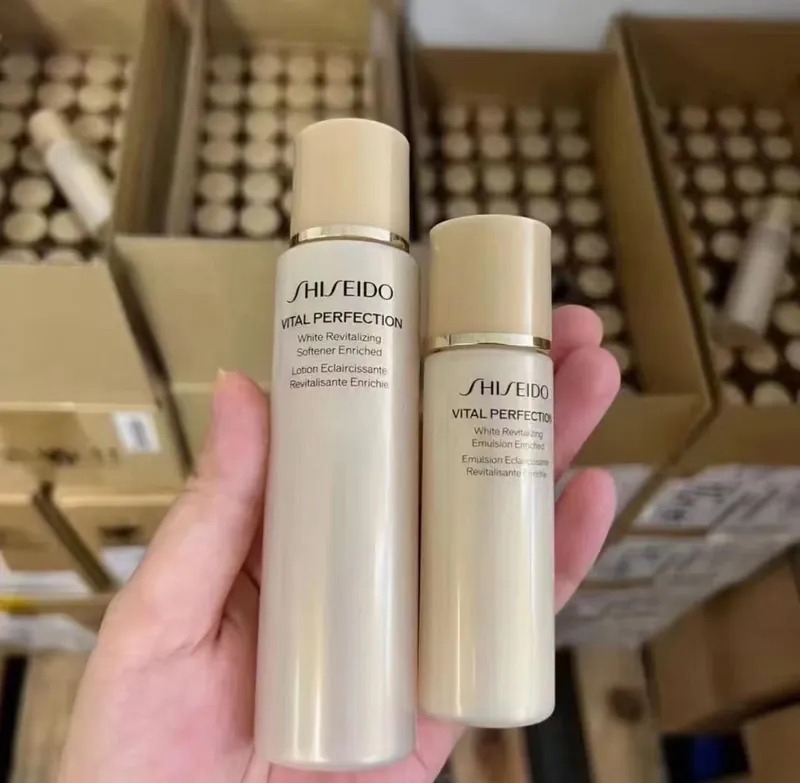 SHISEIDO
VITAL PERFECTION
White Revitalizing
Softener Enriched
Lotion Eclaircissante
Revitalisante Enrichie
SHISEIDO
VITAL PERFECTION
White Revitalizing
Emulsion Enriched
Emulsion Eclaircissante
Revitalisante Enrichie